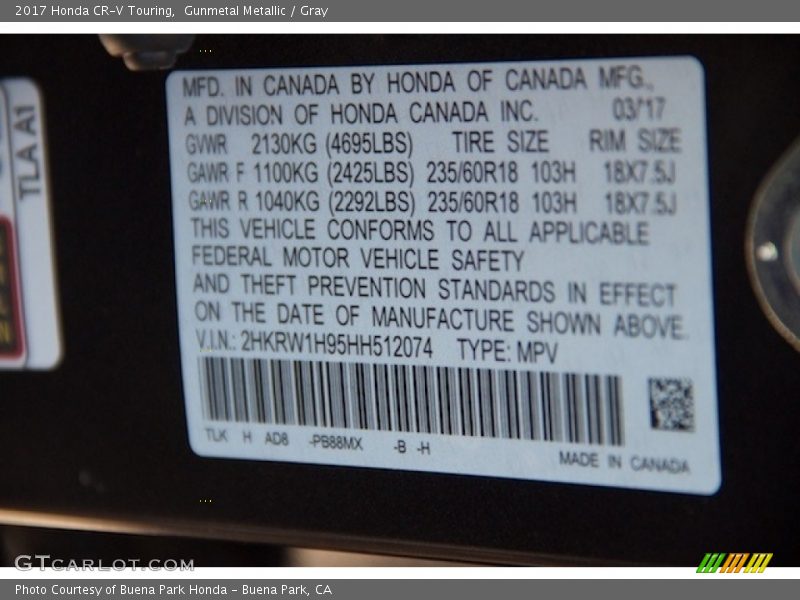 2017 Honda CR-V Touring, Gunmetal Metallic / Gray
TLA A1
MFD. IN CANADA BY HONDA OF CANADA MFG.,
A DIVISION OF HONDA CANADA INC. 03/17
GVWR 2130KG (4695LBS) TIRE SIZE RIM SIZE
GAWR F 1100KG (2425LBS) 235/60R18 103H 18X7.5J
GAWR R 1040KG (2292LBS) 235/60R18 103H 18X7.5J
THIS VEHICLE CONFORMS TO ALL APPLICABLE
FEDERAL MOTOR VEHICLE SAFETY
AND THEFT PREVENTION STANDARDS IN EFFECT
ON THE DATE OF MANUFACTURE SHOWN ABOVE.
V.I.N.: 2HKRW1H95HH512074 TYPE: MPV
TLK H AD8 -PB88MX -B -H
MADE IN CANADA
GTCARLOT.COM
Photo Courtesy of Buena Park Honda - Buena Park, CA